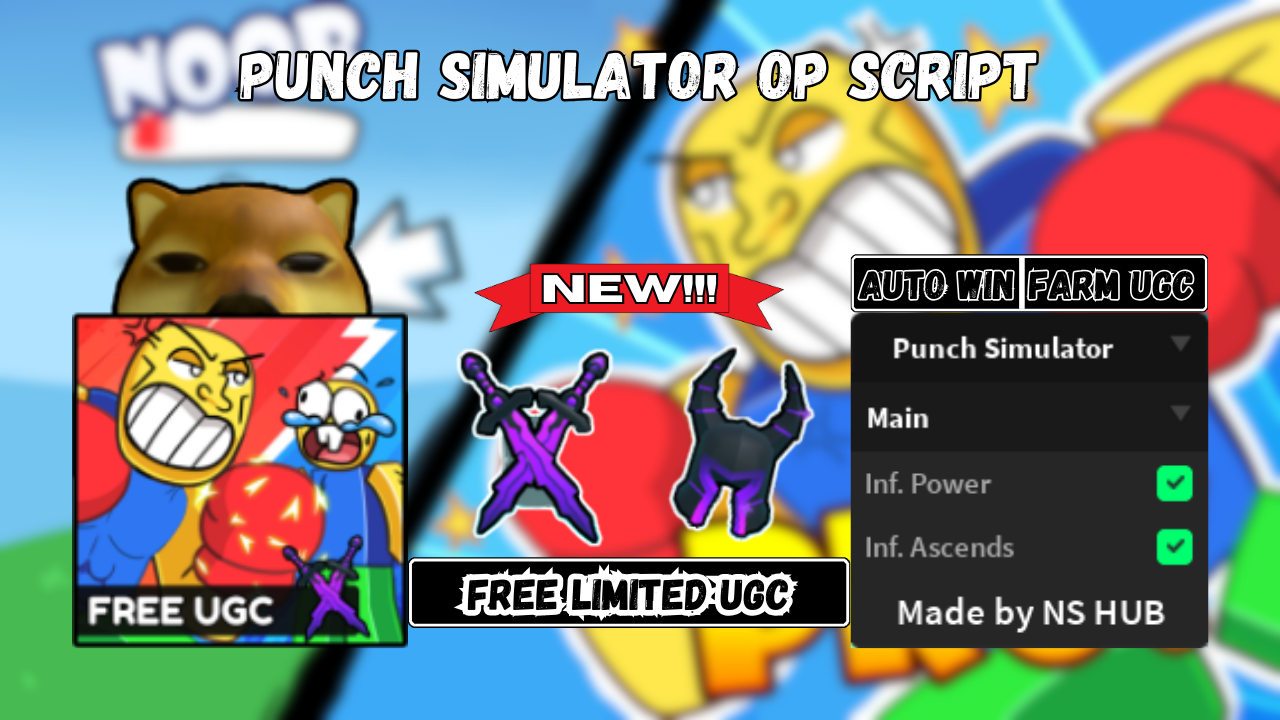 NOOB
PUNCH SIMULATOR OP SCRIPT
NEW!!!
FREE UGC
FREE LIMITED UGC
AUTO WIN FARM UGC
Punch Simulator
Main
Inf. Power
Inf. Ascends
Made by NS HUB